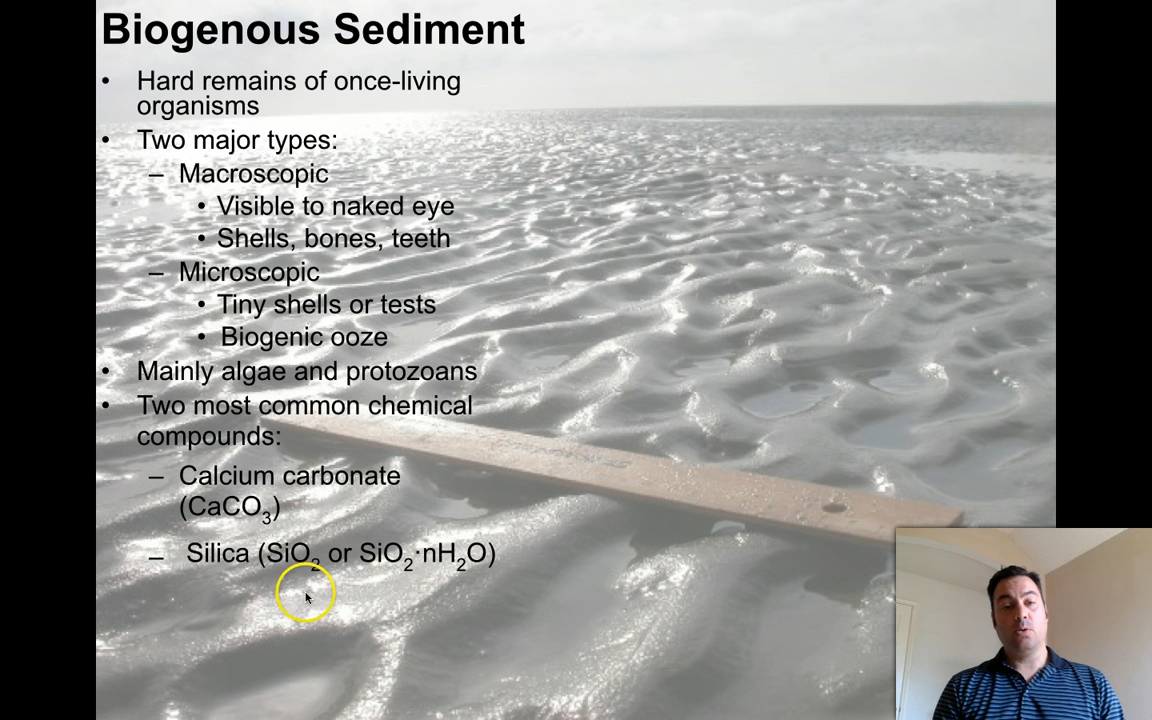 Biogenous Sediment
• Hard remains of once-living
organisms
• Two major types:
– Macroscopic
• Visible to naked eye
• Shells, bones, teeth
– Microscopic
• Tiny shells or tests
• Biogenic ooze
• Mainly algae and protozoans
• Two most common chemical
compounds:
– Calcium carbonate
(CaCO₃)
– Silica (SiO₂ or SiO₂·nH₂O)